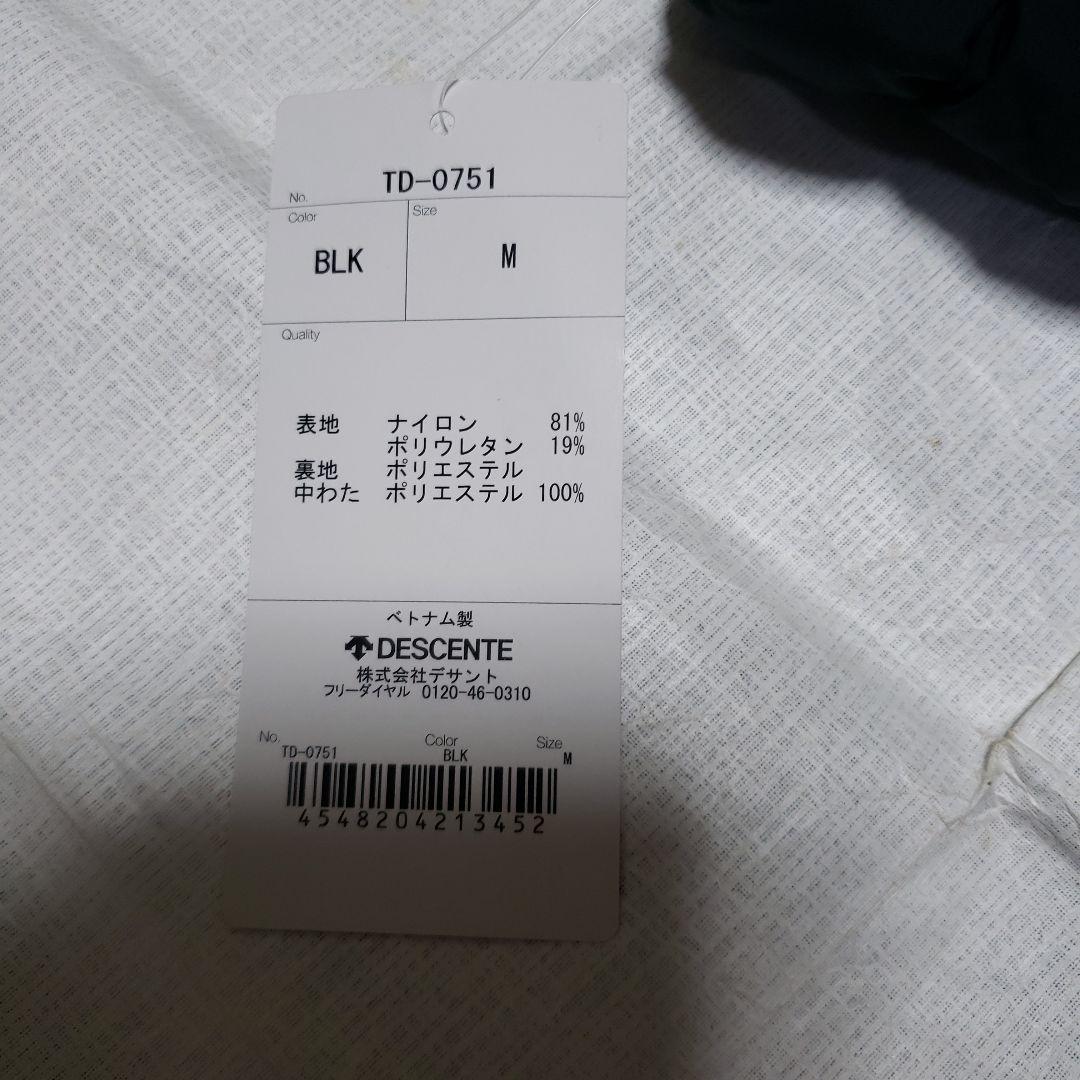 No. TD-0751
Color Size
BLK M
Quality
表地 ナイロン 81%
ポリウレタン 19%
裏地 ポリエステル
中わた ポリエステル 100%
ベトナム製
DESCENTE
株式会社デサント
フリーダイヤル 0120-46-0310
No. Color Size
TD-0751 BLK M
4548204213452